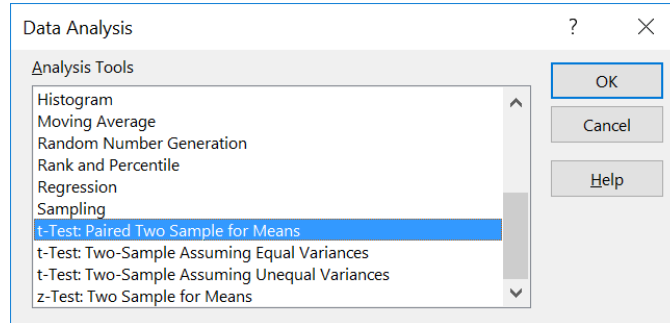 Data Analysis
?
Analysis Tools
Histogram
Moving Average
Random Number Generation
Rank and Percentile
Regression
Sampling
t-Test: Paired Two Sample for Means
t-Test: Two-Sample Assuming Equal Variances
t-Test: Two-Sample Assuming Unequal Variances
z-Test: Two Sample for Means
OK
Cancel
Help